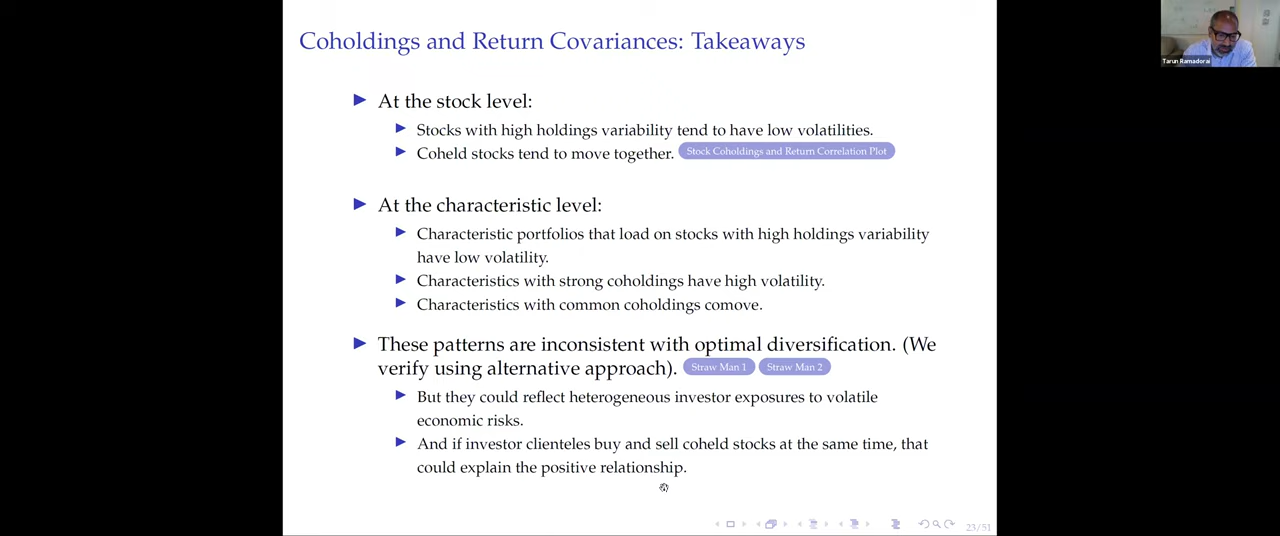 Coholdings and Return Covariances: Takeaways
Tarun Ramadorai
At the stock level:
Stocks with high holdings variability tend to have low volatilities.
Coheld stocks tend to move together. Stock Coholdings and Return Correlation Plot
At the characteristic level:
Characteristic portfolios that load on stocks with high holdings variability
have low volatility.
Characteristics with strong coholdings have high volatility.
Characteristics with common coholdings comove.
These patterns are inconsistent with optimal diversification. (We
verify using alternative approach). Straw Man 1 Straw Man 2
But they could reflect heterogeneous investor exposures to volatile
economic risks.
And if investor clienteles buy and sell coheld stocks at the same time, that
could explain the positive relationship.
23/51